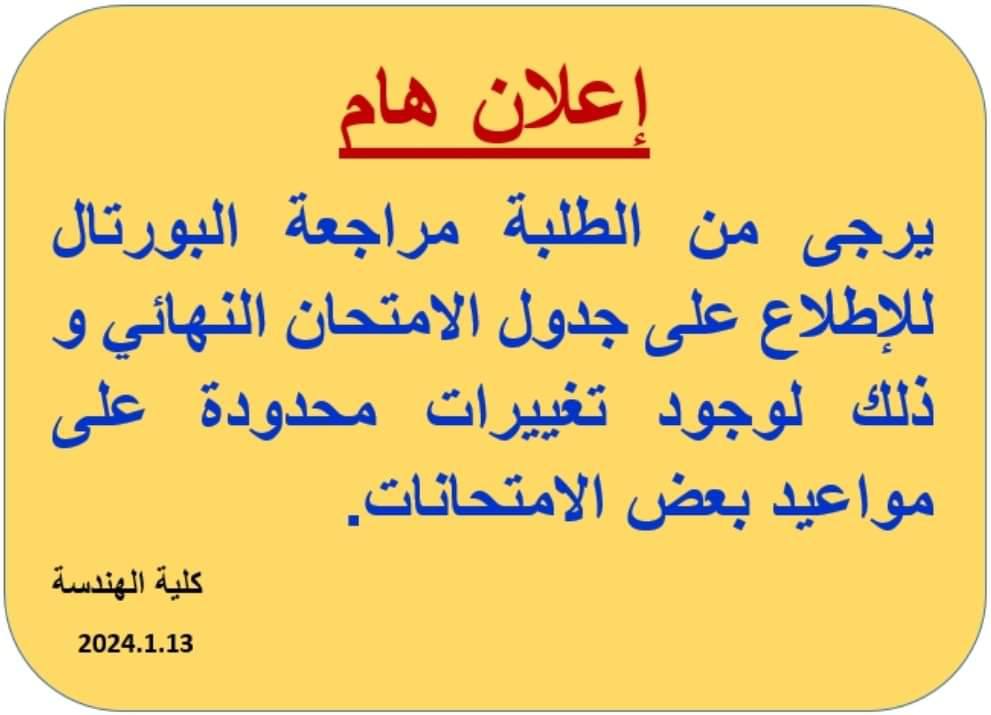 إعلان هام
يرجى من الطلبة مراجعة البورتال
للإطلاع على جدول الامتحان النهائي و
ذلك لوجود تغييرات محدودة على
مواعيد بعض الامتحانات.
كلية الهندسة
2024.1.13